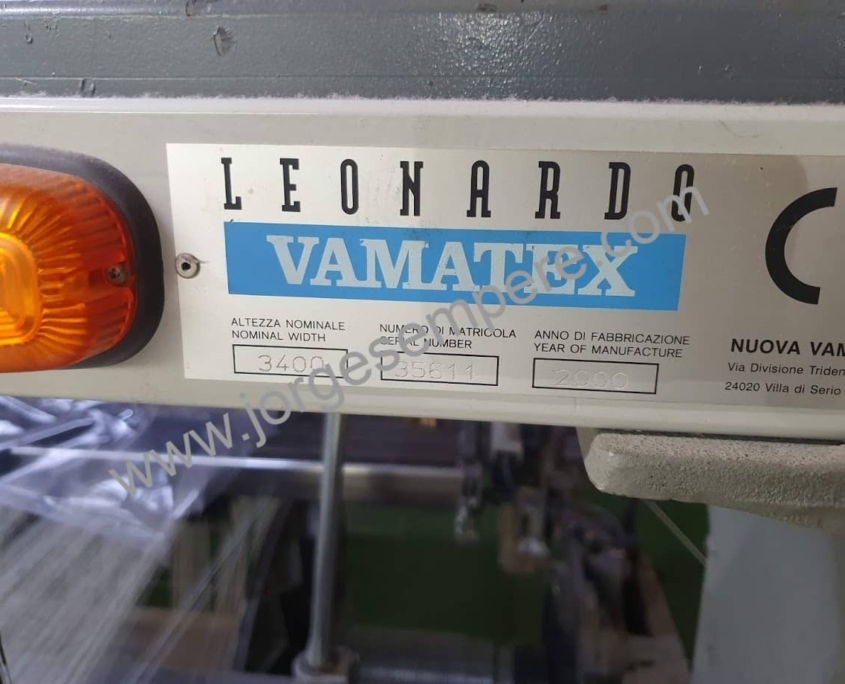 LEONARDO
VAMATEX
ALTEZZA NOMINALE
NOMINAL WIDTH
3400
NUMERO DI MATRICOLA
SERIAL NUMBER
35611
ANNO DI FABBRICAZIONE
YEAR OF MANUFACTURE
2000
NUOVA VAM
Via Divisione Triden
24020 Villa di Serio
www.jorgesempere.com